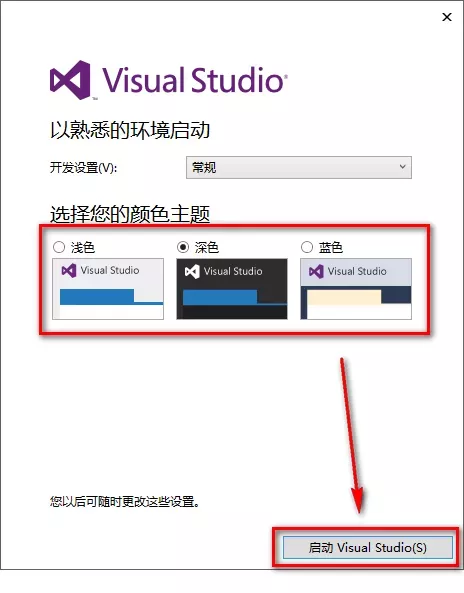 Visual Studio
以熟悉的环境启动
开发设置(V): 常规
选择您的颜色主题
浅色 深色 蓝色
Visual Studio Visual Studio Visual Studio
您以后可随时更改这些设置。
启动 Visual Studio(S)